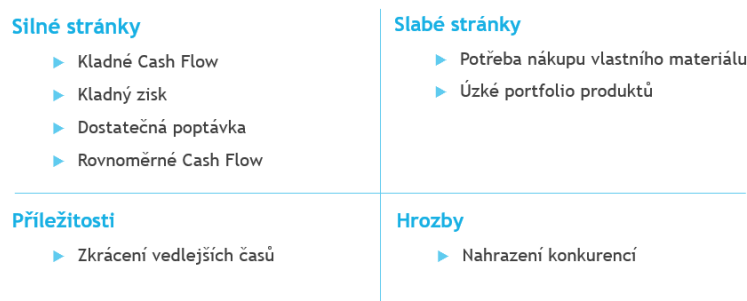 Silné stránky
Kladné Cash Flow
Kladný zisk
Dostatečná poptávka
Rovnoměrné Cash Flow
Slabé stránky
Potřeba nákupu vlastního materiálu
Úzké portfolio produktů
Příležitosti
Zkrácení vedlejších časů
Hrozby
Nahrazení konkurencí